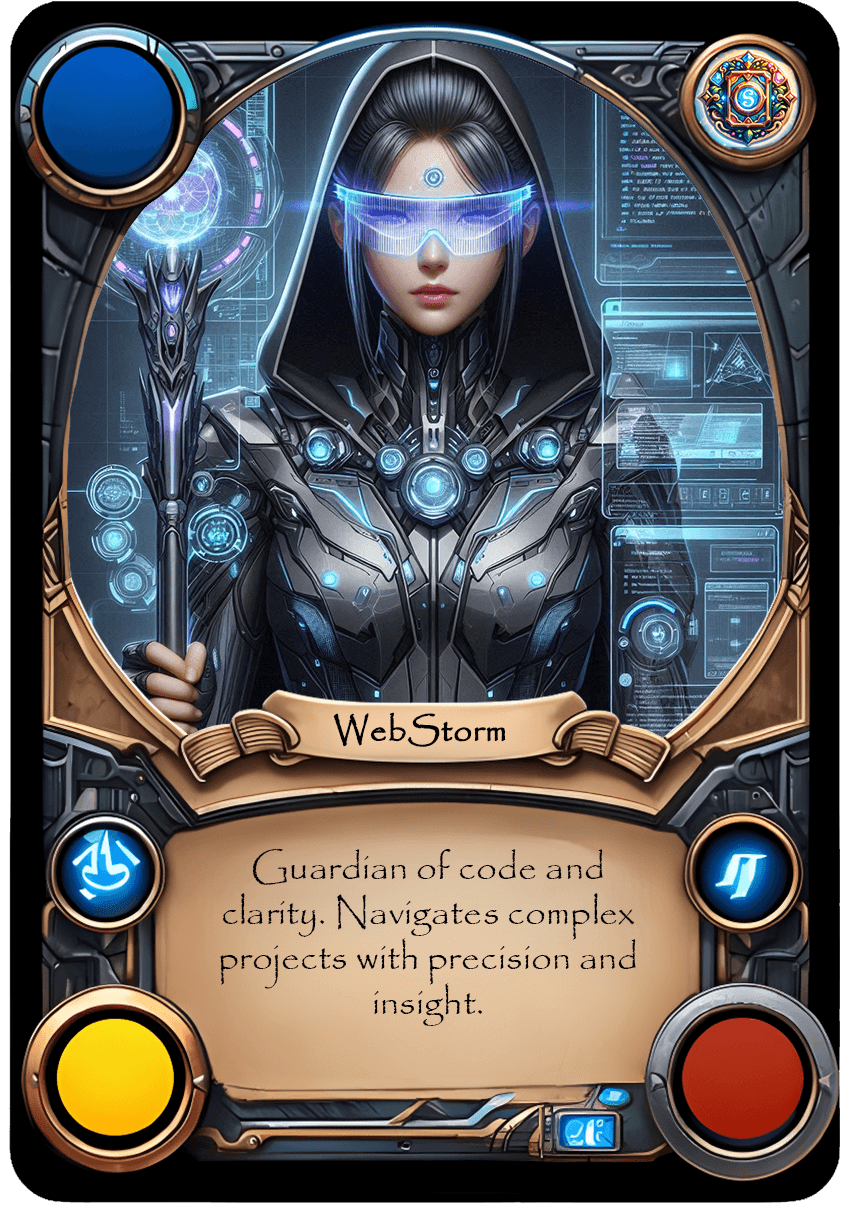 WebStorm
Guardian of code and
clarity. Navigates complex
projects with precision and
insight.